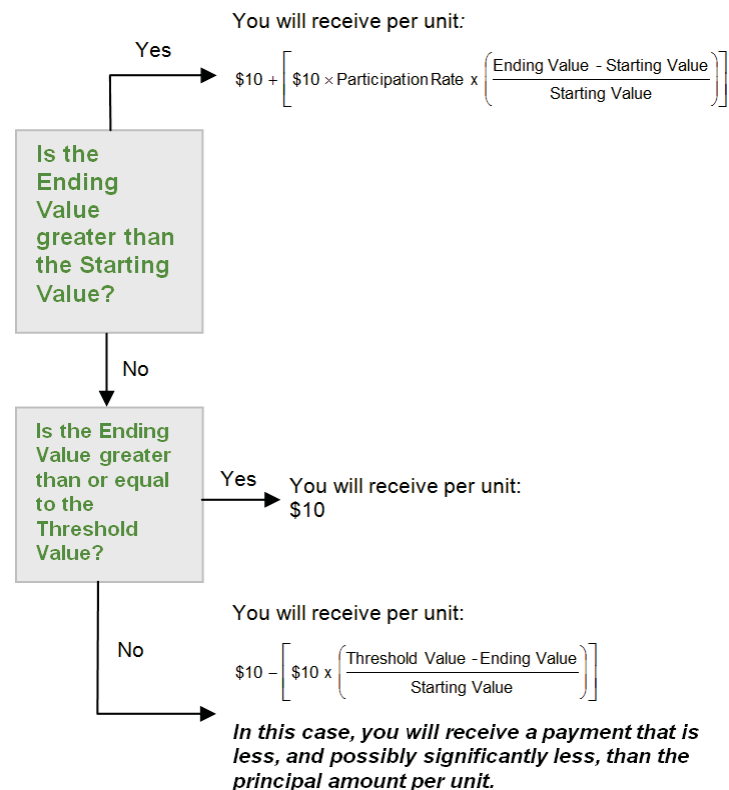 You will receive per unit:
Yes
$10 + [ $10 × Participation Rate x ( Ending Value - Starting Value / Starting Value ) ]
Is the
Ending
Value
greater than
the Starting
Value?
No
Is the Ending
Value greater
than or equal
to the
Threshold
Value?
Yes
You will receive per unit:
$10
No
You will receive per unit:
$10 – [ $10 x ( Threshold Value - Ending Value / Starting Value ) ]
In this case, you will receive a payment that is
less, and possibly significantly less, than the
principal amount per unit.